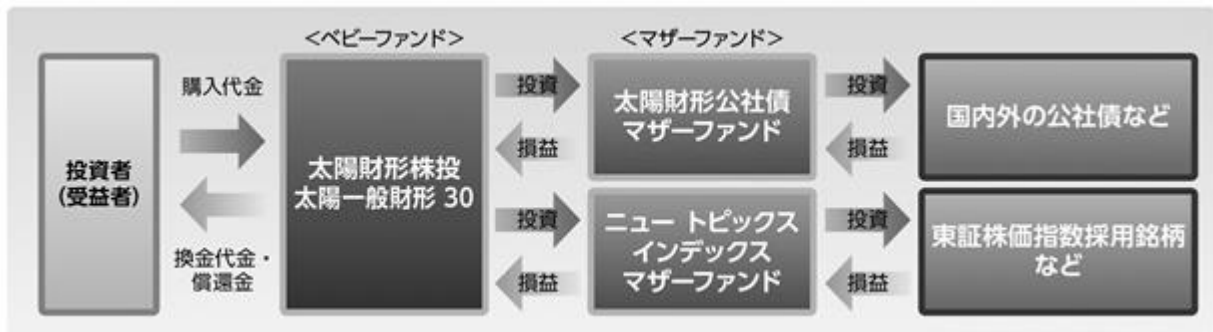 <ベビーファンド>
<マザーファンド>
投資者
(受益者)
購入代金
換金代金・
償還金
太陽財形株投
太陽一般財形 30
投資
損益
太陽財形公社債
マザーファンド
投資
損益
国内外の公社債など
投資
損益
ニュー トピックス
インデックス
マザーファンド
投資
損益
東証株価指数採用銘柄
など